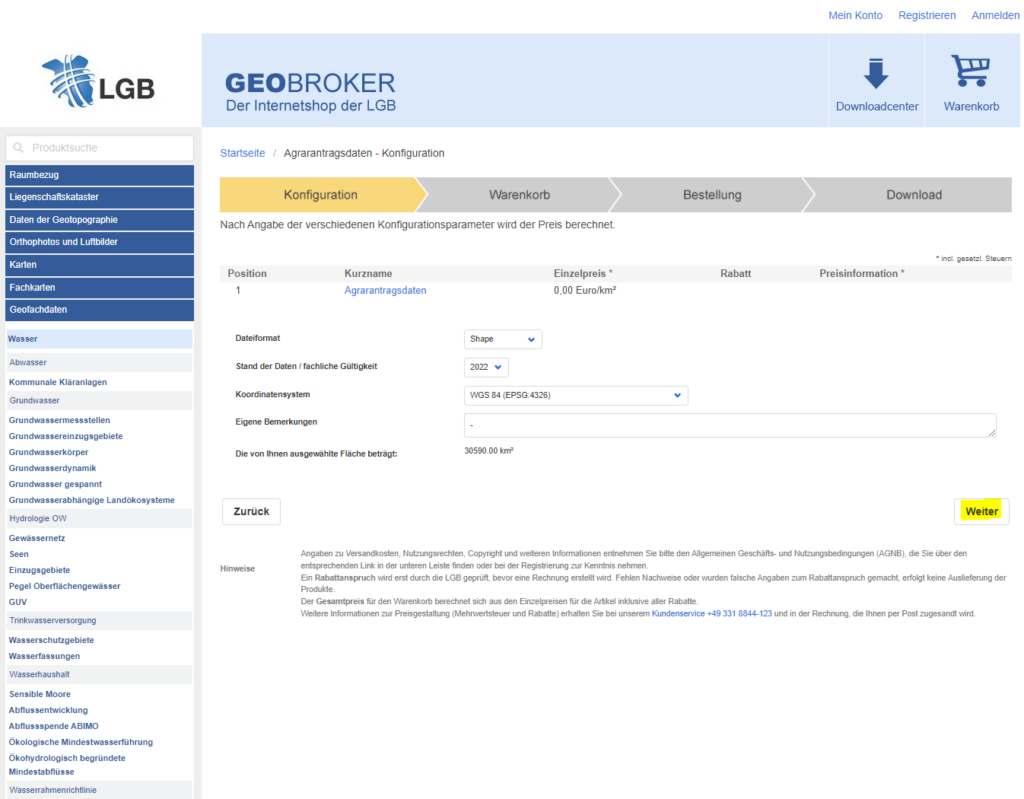 Mein Konto Registrieren Anmelden
LGB
GEOBROKER
Der Internetshop der LGB
Downloadcenter
Warenkorb
Produktsuche
Raumbezug
Liegenschaftskataster
Daten der Geotopographie
Orthophotos und Luftbilder
Karten
Fachkarten
Geofachdaten
Wasser
Abwasser
Kommunale Kläranlagen
Grundwasser
Grundwassermessstellen
Grundwassereinzugsgebiete
Grundwasserkörper
Grundwasserdynamik
Grundwasser gespannt
Grundwasserabhängige Landökosysteme
Hydrologie OW
Gewässernetz
Seen
Einzugsgebiete
Pegel Oberflächengewässer
GUV
Trinkwasserversorgung
Wasserschutzgebiete
Wasserfassungen
Wasserhaushalt
Sensible Moore
Abflussentwicklung
Abflussspende ABIMO
Ökologische Mindestwasserführung
Ökohydrologisch begründete
Mindestabflüsse
Wasserrahmenrichtlinie
Startseite / Agrarantragsdaten - Konfiguration
Konfiguration Warenkorb Bestellung Download
Nach Angabe der verschiedenen Konfigurationsparameter wird der Preis berechnet.
* incl. gesetzl. Steuern
Position Kurzname Einzelpreis * Rabatt Preisinformation *
1 Agrarantragsdaten 0,00 Euro/km²
Dateiformat Shape
Stand der Daten / fachliche Gültigkeit 2022
Koordinatensystem WGS 84 (EPSG:4326)
Eigene Bemerkungen -
Die von Ihnen ausgewählte Fläche beträgt: 30590.00 km²
Zurück Weiter
Hinweise
Angaben zu Versandkosten, Nutzungsrechten, Copyright und weiteren Informationen entnehmen Sie bitte den Allgemeinen Geschäfts- und Nutzungsbedingungen (AGNB), die Sie über den
entsprechenden Link in der unteren Leiste finden oder bei der Registrierung zur Kenntnis nehmen.
Ein Rabattanspruch wird erst durch die LGB geprüft, bevor eine Rechnung erstellt wird. Fehlen Nachweise oder wurden falsche Angaben zum Rabattanspruch gemacht, erfolgt keine Auslieferung der
Produkte.
Der Gesamtpreis für den Warenkorb berechnet sich aus den Einzelpreisen für die Artikel inklusive aller Rabatte.
Weitere Informationen zur Preisgestaltung (Mehrwertsteuer und Rabatte) erhalten Sie bei unserem Kundenservice +49 331 8844-123 und in der Rechnung, die Ihnen per Post zugesandt wird.